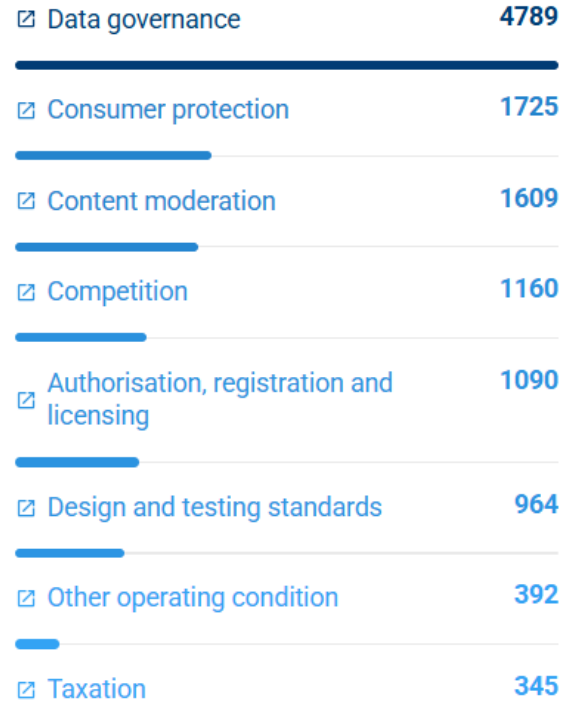 Data governance 4789
Consumer protection 1725
Content moderation 1609
Competition 1160
Authorisation, registration and 1090
licensing
Design and testing standards 964
Other operating condition 392
Taxation 345